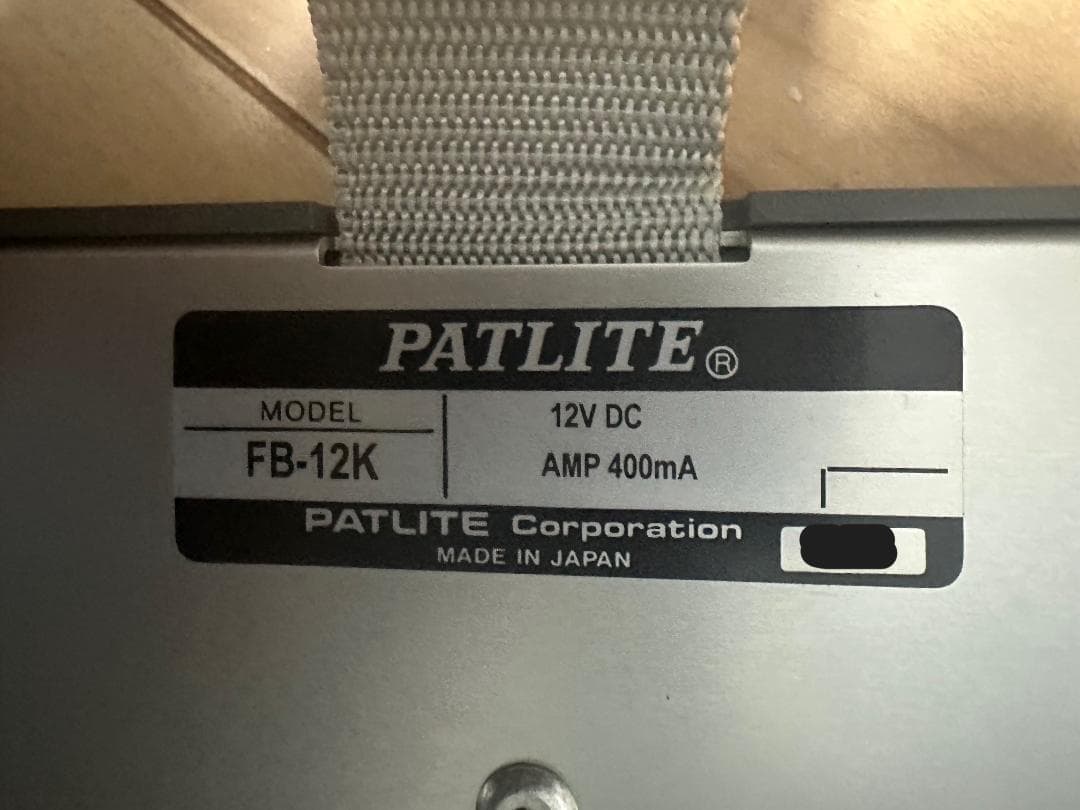 PATLITE®
MODEL
FB-12K
12V DC
AMP 400mA
PATLITE Corporation
MADE IN JAPAN